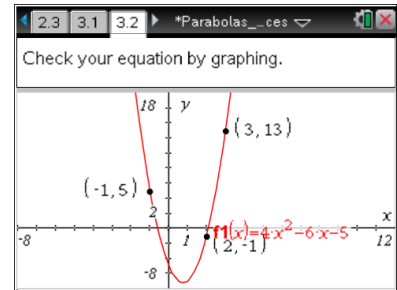 2.3 3.1 3.2 *Parabolas_...ces
Check your equation by graphing.
18 y
(3,13)
(-1,5)
2
x
-8 1 f1(x)=4·x²-6·x-5 12
(2,-1)
-8